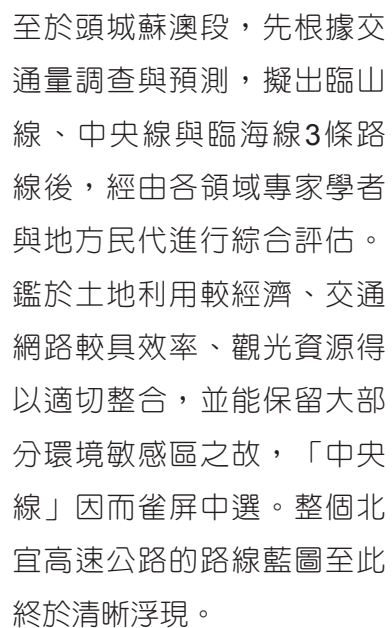 至於頭城蘇澳段，先根據交
通量調查與預測，擬出臨山
線、中央線與臨海線3條路
線後，經由各領域專家學者
與地方民代進行綜合評估。
鑑於土地利用較經濟、交通
網路較具效率、觀光資源得
以適切整合，並能保留大部
分環境敏感區之故，「中央
線」因而雀屏中選。整個北
宜高速公路的路線藍圖至此
終於清晰浮現。